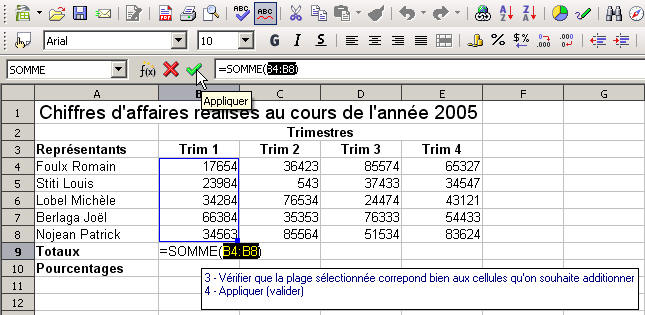 Arial 10 G I S
SOMME f(x) =SOMME(B4:B8)
Appliquer
A B C D E F G
1 Chiffres d'affaires réalisés au cours de l'année 2005
2 Trimestres
3 Représentants Trim 1 Trim 2 Trim 3 Trim 4
4 Foulx Romain 17654 36423 85574 65327
5 Stiti Louis 23984 543 37433 34547
6 Lobel Michèle 34284 76534 24474 43121
7 Berlaga Joël 66384 35353 76333 54433
8 Nojean Patrick 34563 85564 51534 83624
9 Totaux =SOMME(B4:B8)
10 Pourcentages
11 3 - Vérifier que la plage sélectionnée correpond bien aux cellules qu'on souhaite additionner
12 4 - Appliquer (valider)